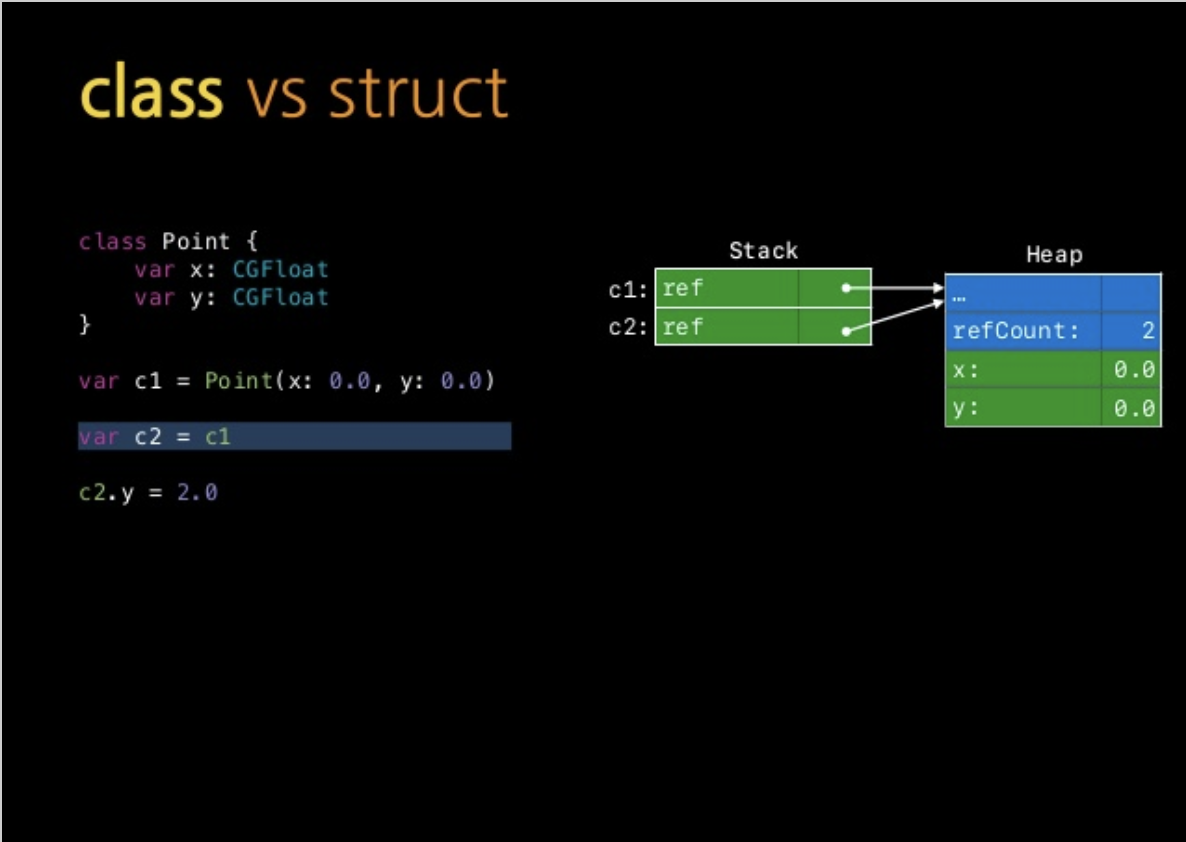 class vs struct
class Point {
    var x: CGFloat
    var y: CGFloat
}
var c1 = Point(x: 0.0, y: 0.0)
var c2 = c1
c2.y = 2.0
Stack
c1: ref
c2: ref
Heap
…
refCount: 2
x: 0.0
y: 0.0